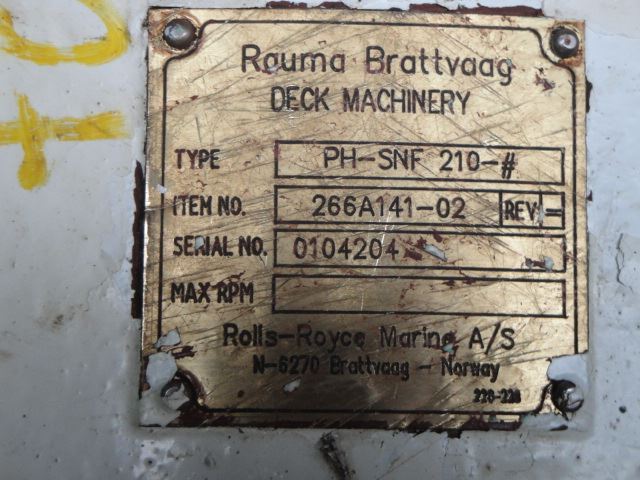 Rauma Brattvaag
DECK MACHINERY
TYPE PH-SNF 210-#
ITEM NO. 266A141-02 REV -
SERIAL NO. 0104204
MAX RPM
Rolls-Royce Marine A/S
N-6270 Brattvaag - Norway